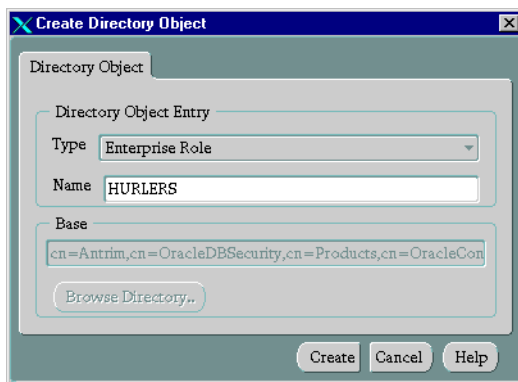 Create Directory Object
Directory Object
Directory Object Entry
Type Enterprise Role
Name HURLERS
Base
cn=Antrim,cn=OracleDBSecurity,cn=Products,cn=OracleCon
Browse Directory..
Create Cancel Help